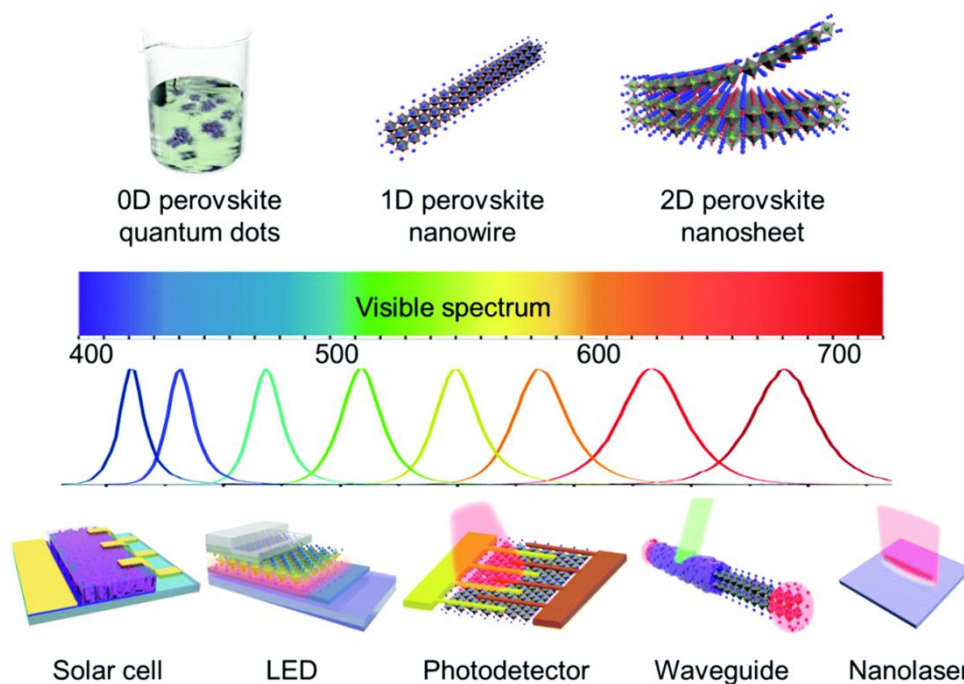 0D perovskite
quantum dots
1D perovskite
nanowire
2D perovskite
nanosheet
Visible spectrum
400 500 600 700
Solar cell LED Photodetector Waveguide Nanolaser